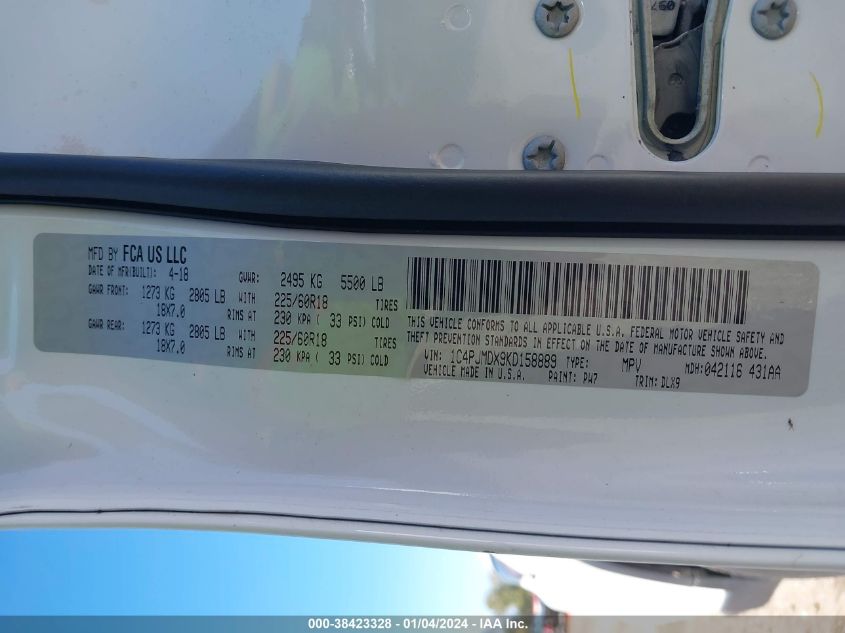 097
MFD BY FCA US LLC
DATE OF MFR(BUILT): 4-18 GVWR: 2495 KG 5500 LB
GAWR FRONT: 1273 KG 2805 LB WITH 225/60R18 TIRES
18X7.0 RIMS AT 230 KPA ( 33 PSI) COLD
GAWR REAR: 1273 KG 2805 LB WITH 225/60R18 TIRES
18X7.0 RIMS AT 230 KPA ( 33 PSI) COLD
THIS VEHICLE CONFORMS TO ALL APPLICABLE U.S.A. FEDERAL MOTOR VEHICLE SAFETY AND
THEFT PREVENTION STANDARDS IN EFFECT ON THE DATE OF MANUFACTURE SHOWN ABOVE.
VIN: 1C4PJMDX9KD158889 TYPE: MPV MDH:042116 431AA
VEHICLE MADE IN U.S.A. PAINT: PW7 TRIM: DLX9
000-38423328 - 01/04/2024 - IAA Inc.